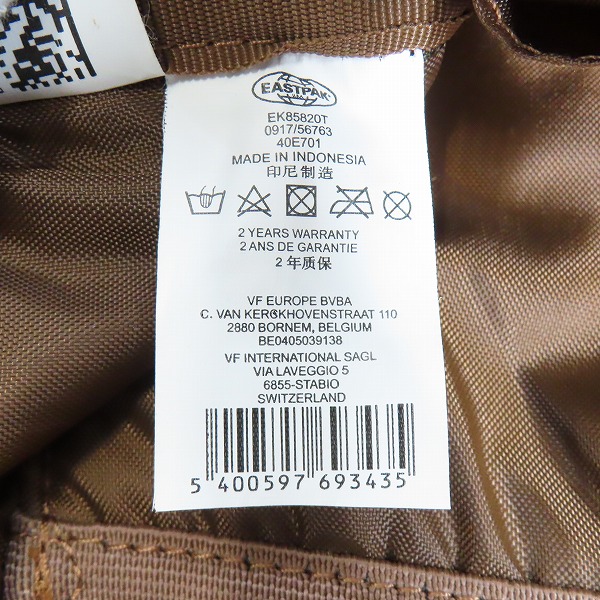 EASTPAK
USA
EK85820T
0917/56763
40E701
MADE IN INDONESIA
印尼制造
2 YEARS WARRANTY
2 ANS DE GARANTIE
2 年质保
VF EUROPE BVBA
C. VAN KERCKHOVENSTRAAT 110
2880 BORNEM, BELGIUM
BE0405039138
VF INTERNATIONAL SAGL
VIA LAVEGGIO 5
6855-STABIO
SWITZERLAND
5 400597 693435